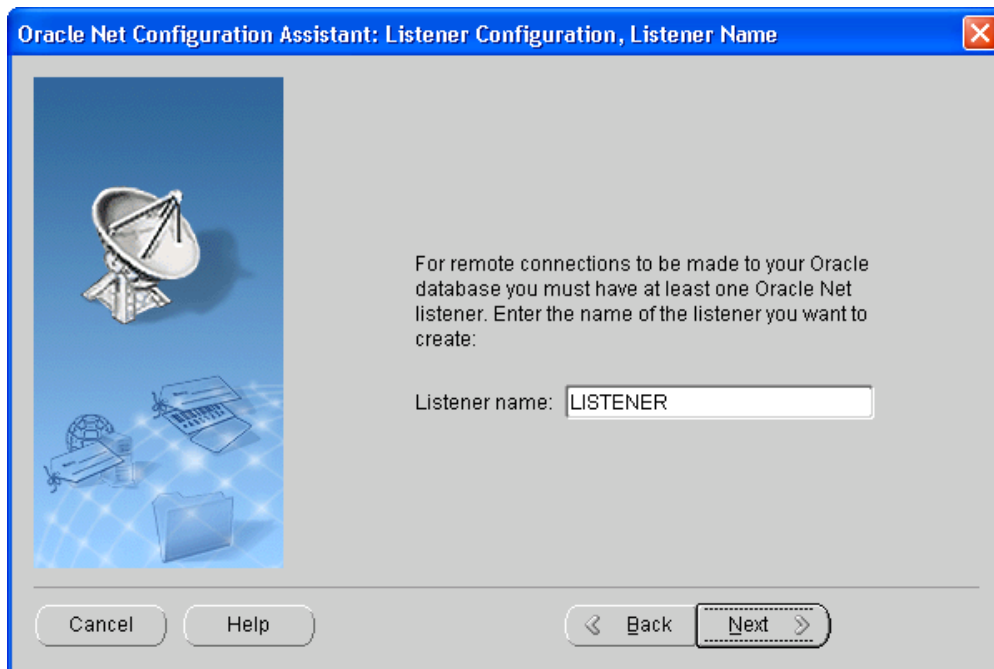 Oracle Net Configuration Assistant: Listener Configuration, Listener Name
For remote connections to be made to your Oracle
database you must have at least one Oracle Net
listener. Enter the name of the listener you want to
create:
Listener name: LISTENER
Cancel Help Back Next